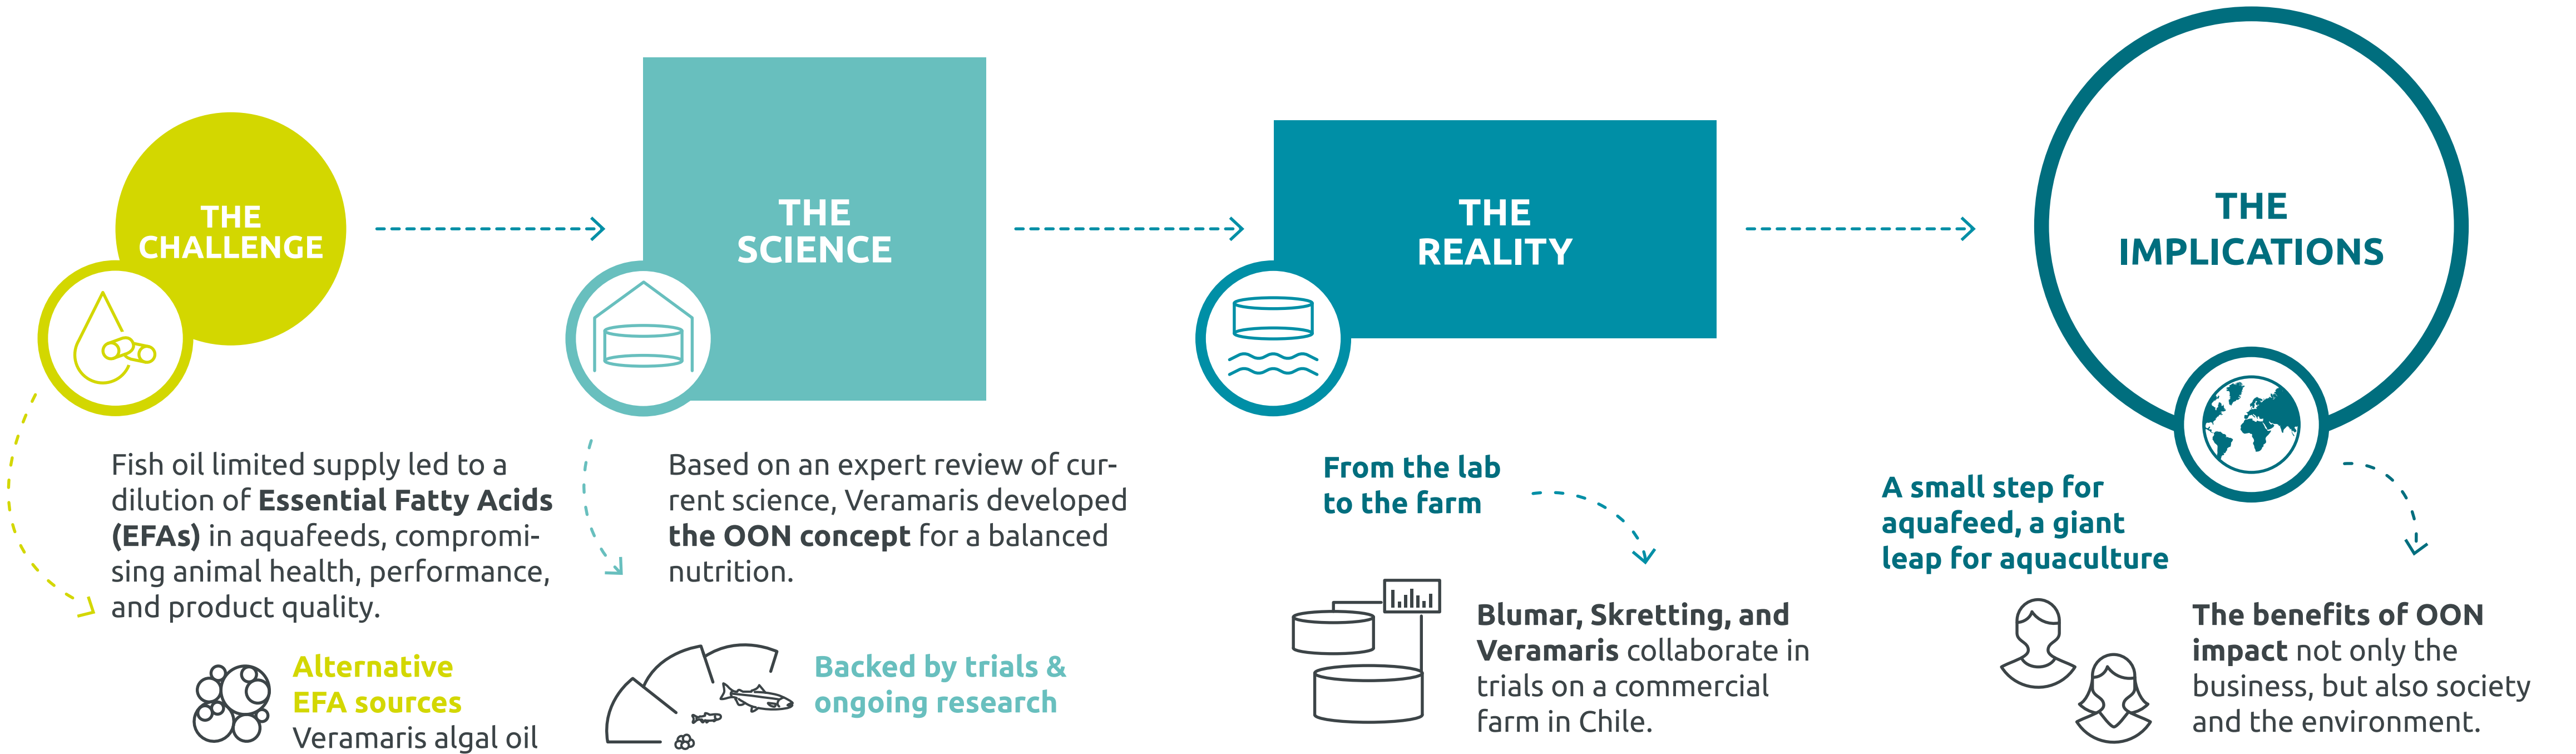 THE
CHALLENGE
Fish oil limited supply led to a
dilution of Essential Fatty Acids
(EFAs) in aquafeeds, compromi-
sing animal health, performance,
and product quality.
Alternative
EFA sources
Veramaris algal oil
THE
SCIENCE
Based on an expert review of cur-
rent science, Veramaris developed
the OON concept for a balanced
nutrition.
Backed by trials &
ongoing research
THE
REALITY
From the lab
to the farm
Blumar, Skretting, and
Veramaris collaborate in
trials on a commercial
farm in Chile.
THE
IMPLICATIONS
A small step for
aquafeed, a giant
leap for aquaculture
The benefits of OON
impact not only the
business, but also society
and the environment.